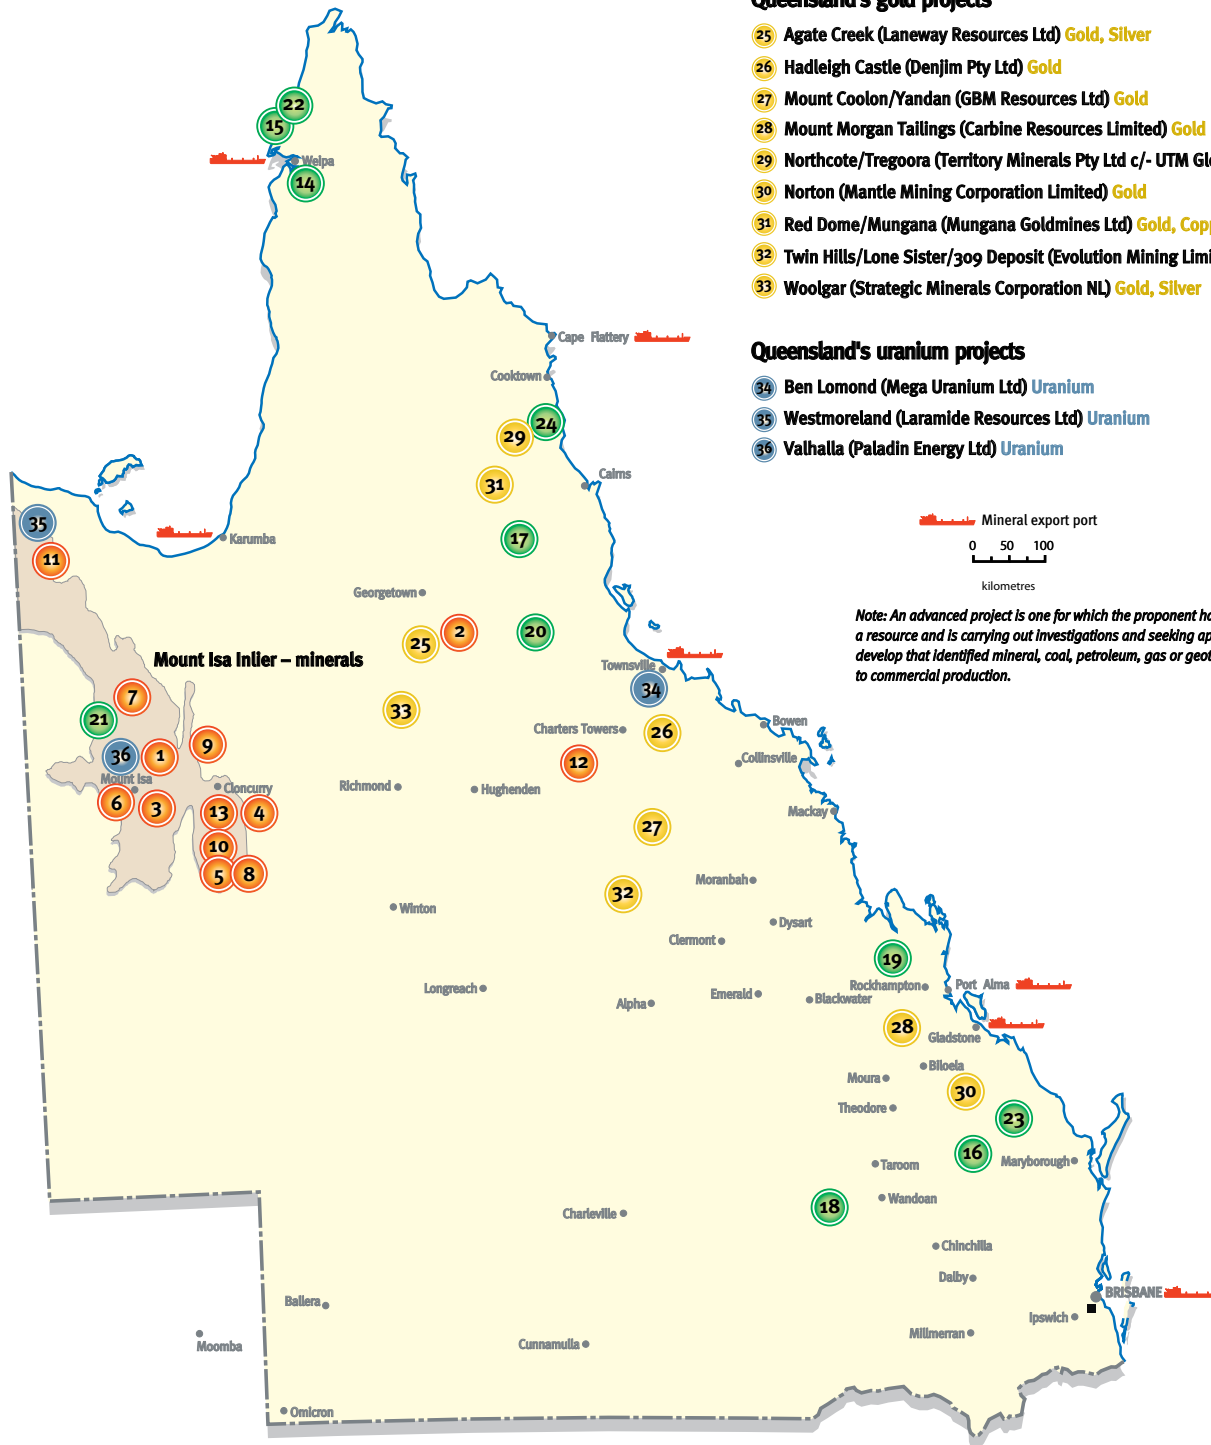 Queensland's gold projects
25 Agate Creek (Laneway Resources Ltd) Gold, Silver
26 Hadleigh Castle (Denjim Pty Ltd) Gold
27 Mount Coolon/Yandan (GBM Resources Ltd) Gold
28 Mount Morgan Tailings (Carbine Resources Limited) Gold
29 Northcote/Tregoora (Territory Minerals Pty Ltd c/- UTM Glo
30 Norton (Mantle Mining Corporation Limited) Gold
31 Red Dome/Mungana (Mungana Goldmines Ltd) Gold, Copp
32 Twin Hills/Lone Sister/309 Deposit (Evolution Mining Limi
33 Woolgar (Strategic Minerals Corporation NL) Gold, Silver
Queensland's uranium projects
34 Ben Lomond (Mega Uranium Ltd) Uranium
35 Westmoreland (Laramide Resources Ltd) Uranium
36 Valhalla (Paladin Energy Ltd) Uranium
Mineral export port
0 50 100
kilometres
Note: An advanced project is one for which the proponent ha
a resource and is carrying out investigations and seeking ap
develop that identified mineral, coal, petroleum, gas or geot
to commercial production.
22
15
Weipa
14
Cape Flattery
Cooktown
24
29
Cairns
31
35
17
Karumba
11
Georgetown
2
20
25
Mount Isa Inlier – minerals
Townsville
34
7
33
21
Bowen
Charters Towers
26
9
36
1
Collinsville
12
Mount Isa
Richmond
Cloncurry
Hughenden
6
3
13
4
Mackay
27
10
5
8
Moranbah
32
Winton
Dysart
Clermont
19
Longreach
Rockhampton
Port Alma
Emerald
Blackwater
Alpha
28
Gladstone
Biloela
Moura
30
Theodore
23
16
Maryborough
Taroom
Wandoan
18
Charleville
Chinchilla
Dalby
BRISBANE
Ballera
Ipswich
Millmerran
Moomba
Cunnamulla
Omicron